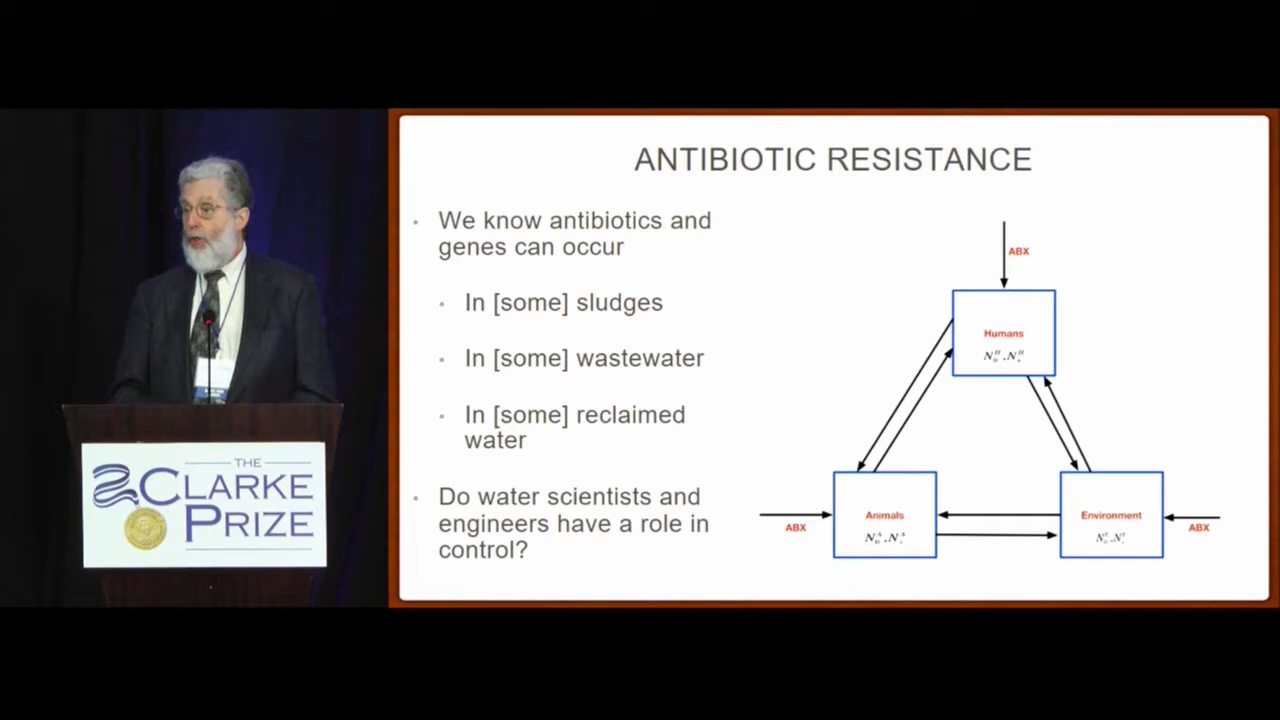 THE
CLARKE
PRIZE
ANTIBIOTIC RESISTANCE
We know antibiotics and
genes can occur
In [some] sludges
In [some] wastewater
In [some] reclaimed
water
Do water scientists and
engineers have a role in
control?
ABX
Humans
Animals
ABX
Environment
ABX